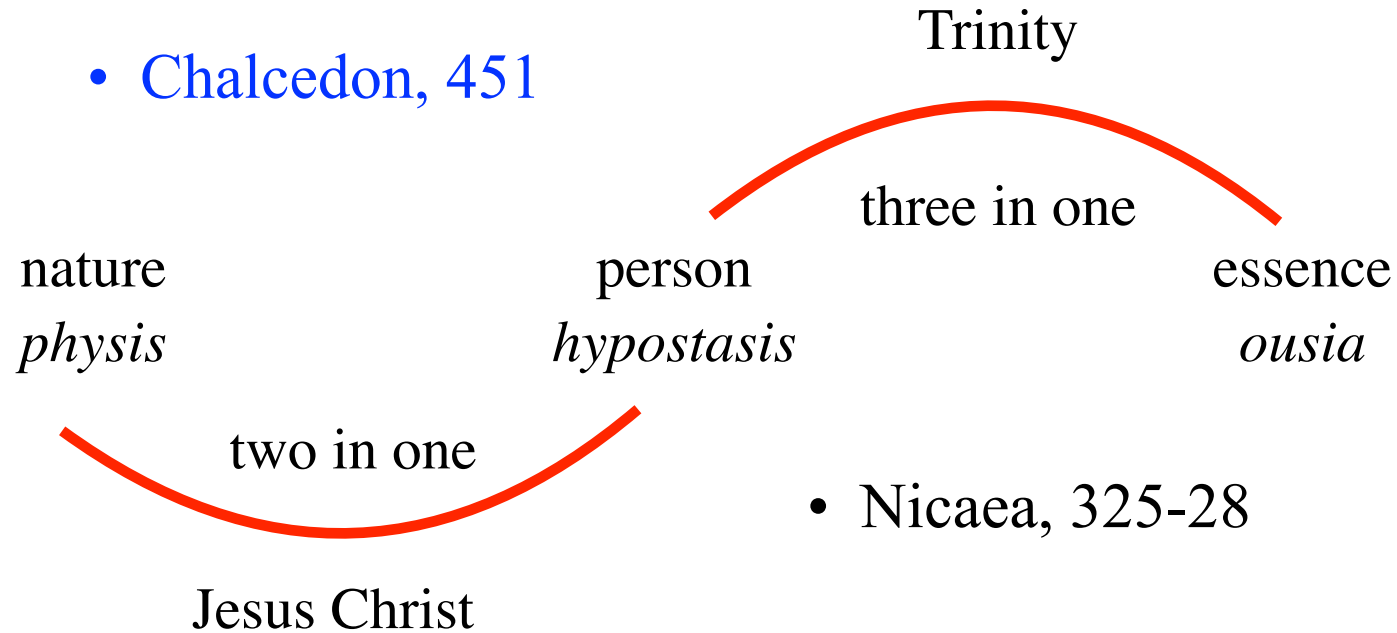 Trinity
• Chalcedon, 451
three in one
nature person essence
physis hypostasis ousia
two in one
• Nicaea, 325-28
Jesus Christ